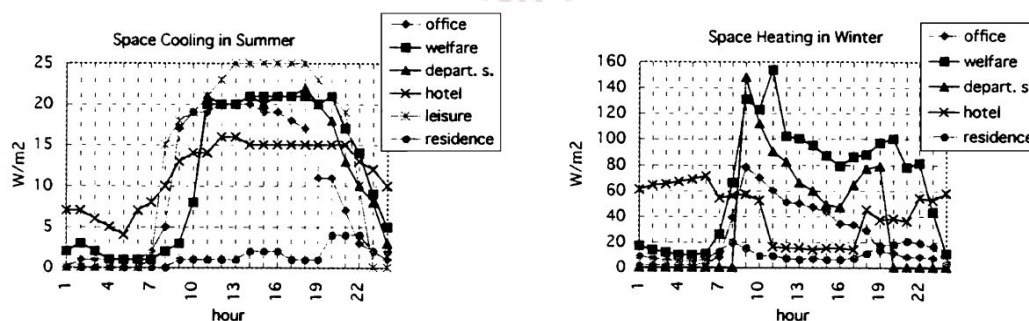 Space Cooling in Summer
W/m2
25
20
15
10
5
0
1 4 7 10 13 16 19 22
hour
office
welfare
depart. s.
hotel
leisure
residence
Space Heating in Winter
W/m2
160
140
120
100
80
60
40
20
0
1 4 7 10 13 16 19 22
hour
office
welfare
depart. s
hotel
residence